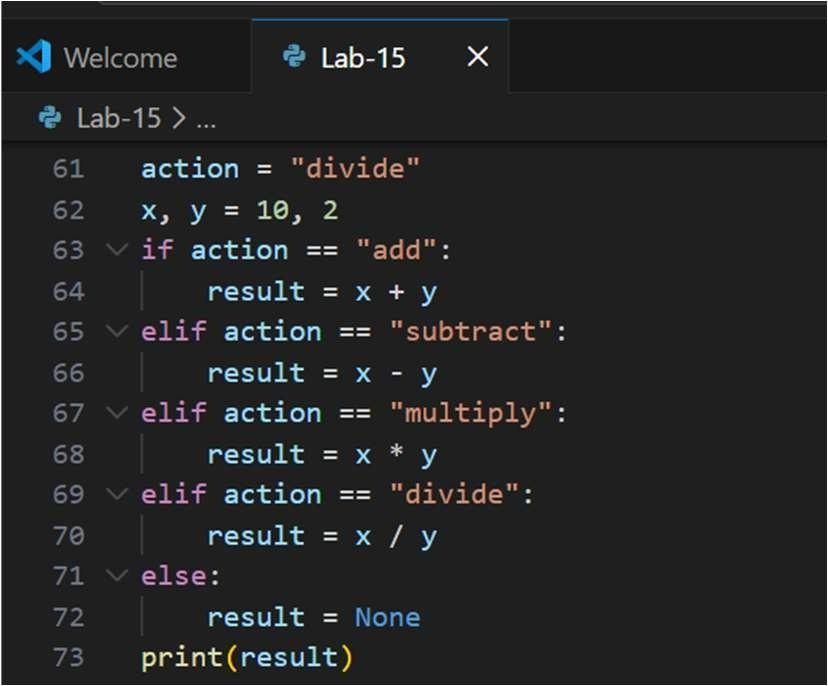 Welcome Lab-15
Lab-15 > ...
61 action = "divide"
62 x, y = 10, 2
63 if action == "add":
64     result = x + y
65 elif action == "subtract":
66     result = x - y
67 elif action == "multiply":
68     result = x * y
69 elif action == "divide":
70     result = x / y
71 else:
72     result = None
73 print(result)